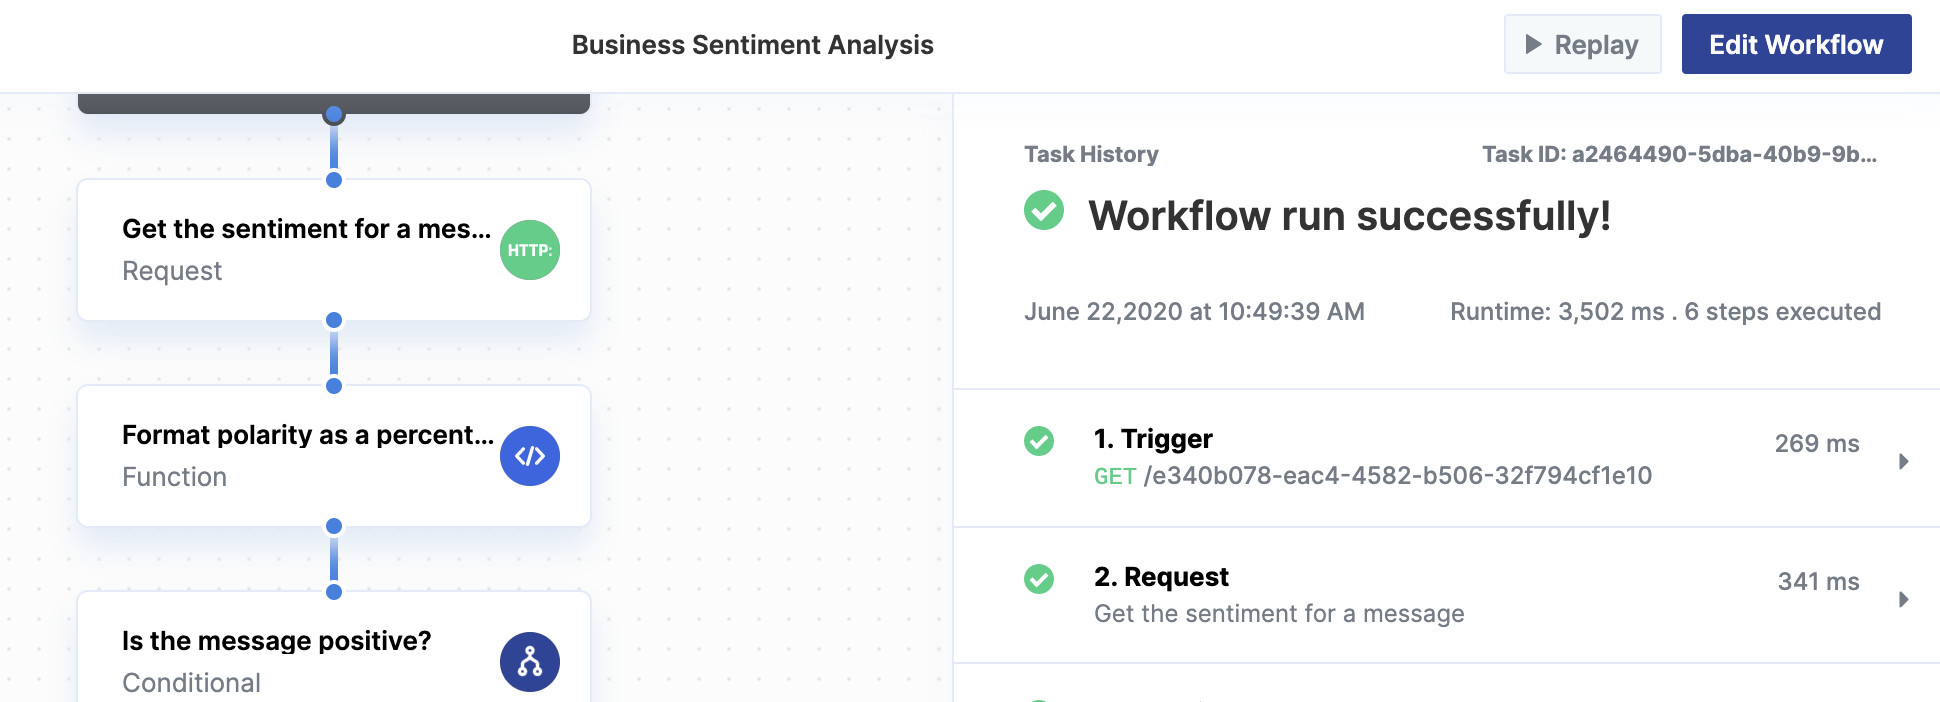 Business Sentiment Analysis
Replay
Edit Workflow
Get the sentiment for a mes...
Request
HTTP:
Format polarity as a percent...
Function
</>
Is the message positive?
Conditional
Task History
Task ID: a2464490-5dba-40b9-9b...
Workflow run successfully!
June 22,2020 at 10:49:39 AM
Runtime: 3,502 ms . 6 steps executed
1. Trigger
269 ms
GET /e340b078-eac4-4582-b506-32f794cf1e10
2. Request
341 ms
Get the sentiment for a message